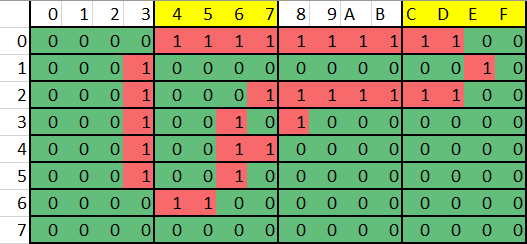 0 1 2 3 4 5 6 7 8 9 A B C D E F
0 0 0 0 0 1 1 1 1 1 1 1 1 1 1 0 0
1 0 0 0 1 0 0 0 0 0 0 0 0 0 0 1 0
2 0 0 0 1 0 0 0 1 1 1 1 1 1 1 0 0
3 0 0 0 1 0 0 1 0 1 0 0 0 0 0 0 0
4 0 0 0 1 0 0 1 1 0 0 0 0 0 0 0 0
5 0 0 0 1 0 0 1 0 0 0 0 0 0 0 0 0
6 0 0 0 0 1 1 0 0 0 0 0 0 0 0 0 0
7 0 0 0 0 0 0 0 0 0 0 0 0 0 0 0 0